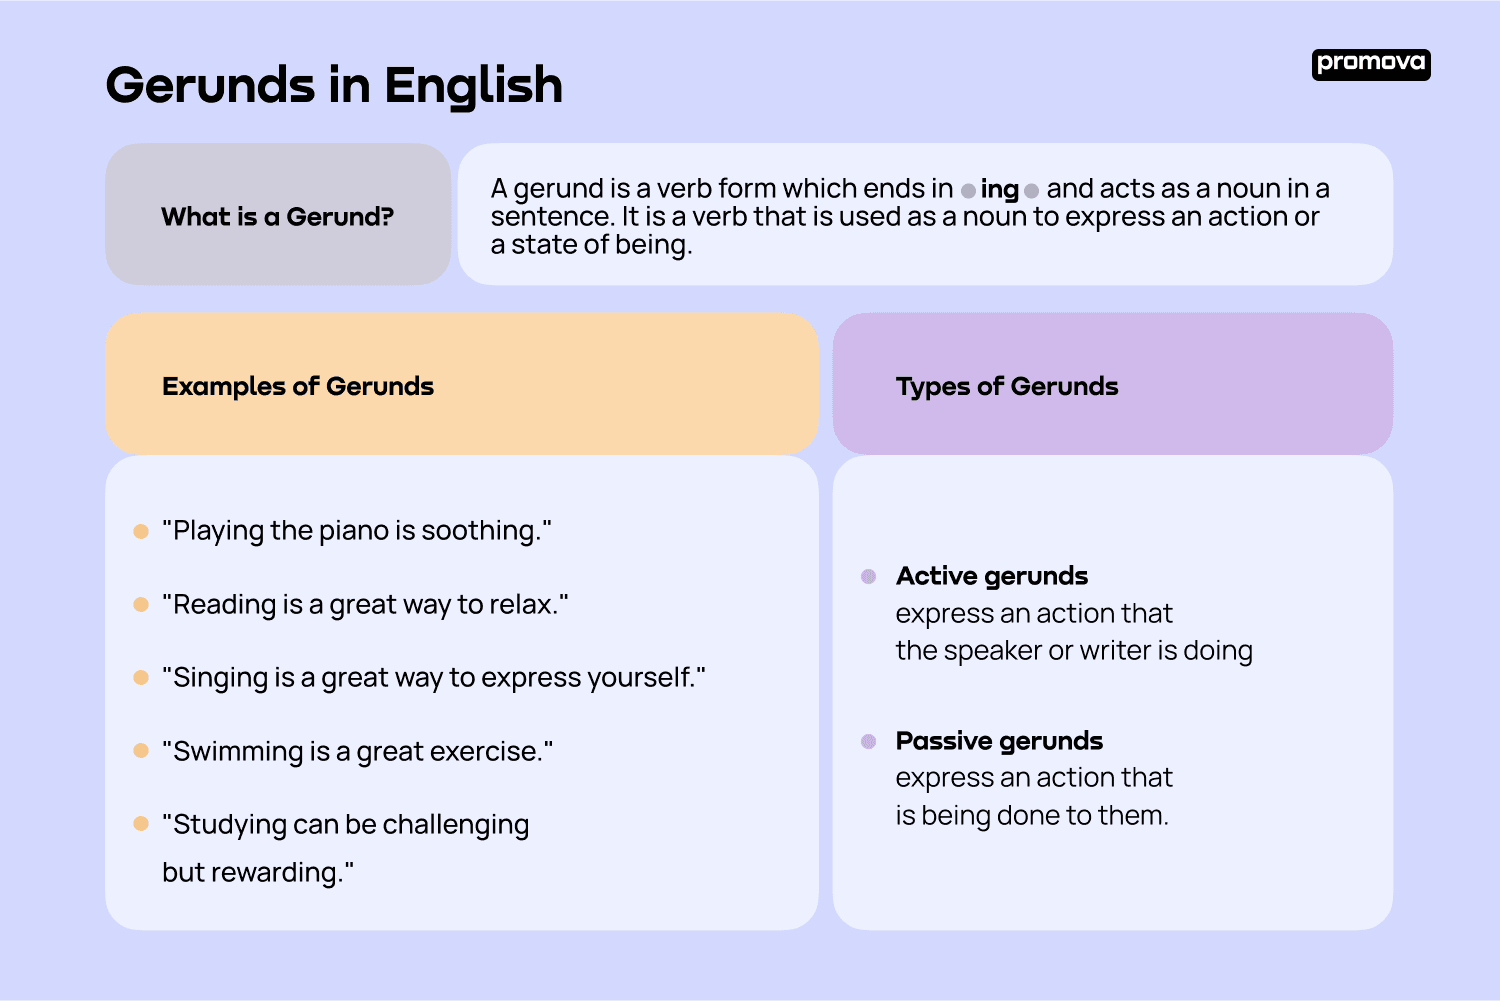 Gerunds in English
promova
What is a Gerund?
A gerund is a verb form which ends in ing and acts as a noun in a
sentence. It is a verb that is used as a noun to express an action or
a state of being.
Examples of Gerunds
"Playing the piano is soothing."
"Reading is a great way to relax."
"Singing is a great way to express yourself."
"Swimming is a great exercise."
"Studying can be challenging
but rewarding."
Types of Gerunds
Active gerunds
express an action that
the speaker or writer is doing
Passive gerunds
express an action that
is being done to them.